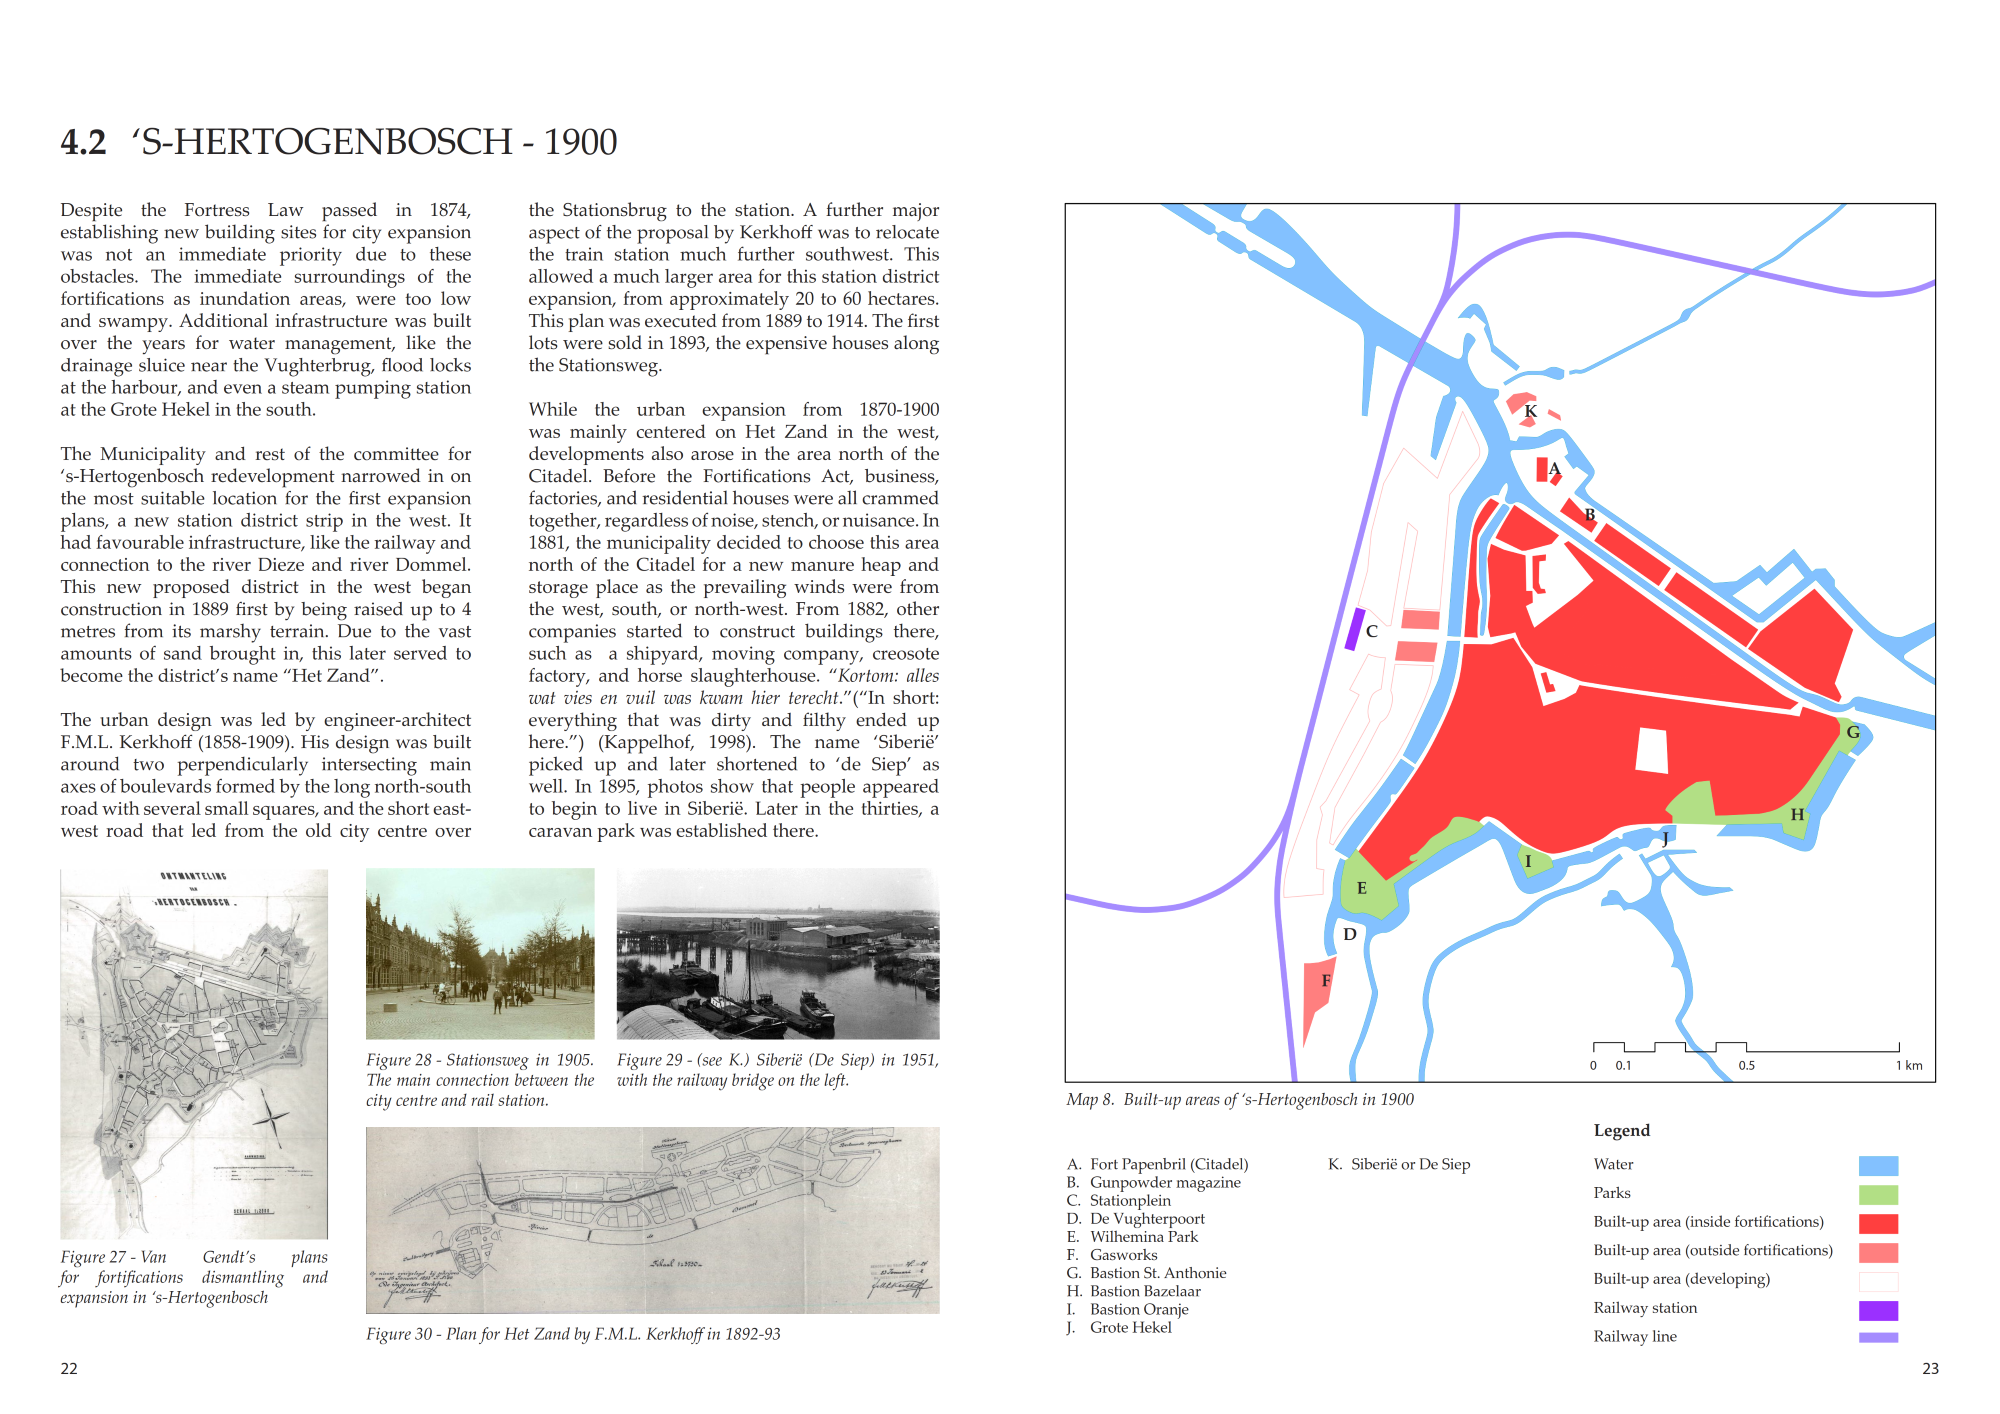 4.2 ‘S-HERTOGENBOSCH - 1900
Despite the Fortress Law passed in 1874,
establishing new building sites for city expansion
was not an immediate priority due to these
obstacles. The immediate surroundings of the
fortifications as inundation areas, were too low
and swampy. Additional infrastructure was built
over the years for water management, like the
drainage sluice near the Vughterbrug, flood locks
at the harbour, and even a steam pumping station
at the Grote Hekel in the south.
The Municipality and rest of the committee for
‘s-Hertogenbosch redevelopment narrowed in on
the most suitable location for the first expansion
plans, a new station district strip in the west. It
had favourable infrastructure, like the railway and
connection to the river Dieze and river Dommel.
This new proposed district in the west began
construction in 1889 first by being raised up to 4
metres from its marshy terrain. Due to the vast
amounts of sand brought in, this later served to
become the district’s name “Het Zand”.
The urban design was led by engineer-architect
F.M.L. Kerkhoff (1858-1909). His design was built
around two perpendicularly intersecting main
axes of boulevards formed by the long north-south
road with several small squares, and the short east-
west road that led from the old city centre over
the Stationsbrug to the station. A further major
aspect of the proposal by Kerkhoff was to relocate
the train station much further southwest. This
allowed a much larger area for this station district
expansion, from approximately 20 to 60 hectares.
This plan was executed from 1889 to 1914. The first
lots were sold in 1893, the expensive houses along
the Stationsweg.
While the urban expansion from 1870-1900
was mainly centered on Het Zand in the west,
developments also arose in the area north of the
Citadel. Before the Fortifications Act, business,
factories, and residential houses were all crammed
together, regardless of noise, stench, or nuisance. In
1881, the municipality decided to choose this area
north of the Citadel for a new manure heap and
storage place as the prevailing winds were from
the west, south, or north-west. From 1882, other
companies started to construct buildings there,
such as a shipyard, moving company, creosote
factory, and horse slaughterhouse. “Kortom: alles
wat vies en vuil was kwam hier terecht.”(“In short:
everything that was dirty and filthy ended up
here.”) (Kappelhof, 1998). The name ‘Siberië’
picked up and later shortened to ‘de Siep’ as
well. In 1895, photos show that people appeared
to begin to live in Siberië. Later in the thirties, a
caravan park was established there.
ONTMANTELING
VAN
'sHERTOGENBOSCH.
SCHAAL 1:2000
Figure 27 - Van Gendt’s plans
for fortifications dismantling and
expansion in ‘s-Hertogenbosch
Figure 28 - Stationsweg in 1905.
The main connection between the
city centre and rail station.
Figure 29 - (see K.) Siberië (De Siep) in 1951,
with the railway bridge on the left.
Figure 30 - Plan for Het Zand by F.M.L. Kerkhoff in 1892-93
22
K
A
B
C
G
H
J
I
E
D
F
0 0.1 0.5 1 km
Map 8. Built-up areas of ‘s-Hertogenbosch in 1900
A. Fort Papenbril (Citadel)
B. Gunpowder magazine
C. Stationplein
D. De Vughterpoort
E. Wilhemina Park
F. Gasworks
G. Bastion St. Anthonie
H. Bastion Bazelaar
I. Bastion Oranje
J. Grote Hekel
K. Siberië or De Siep
Legend
Water
Parks
Built-up area (inside fortifications)
Built-up area (outside fortifications)
Built-up area (developing)
Railway station
Railway line
23